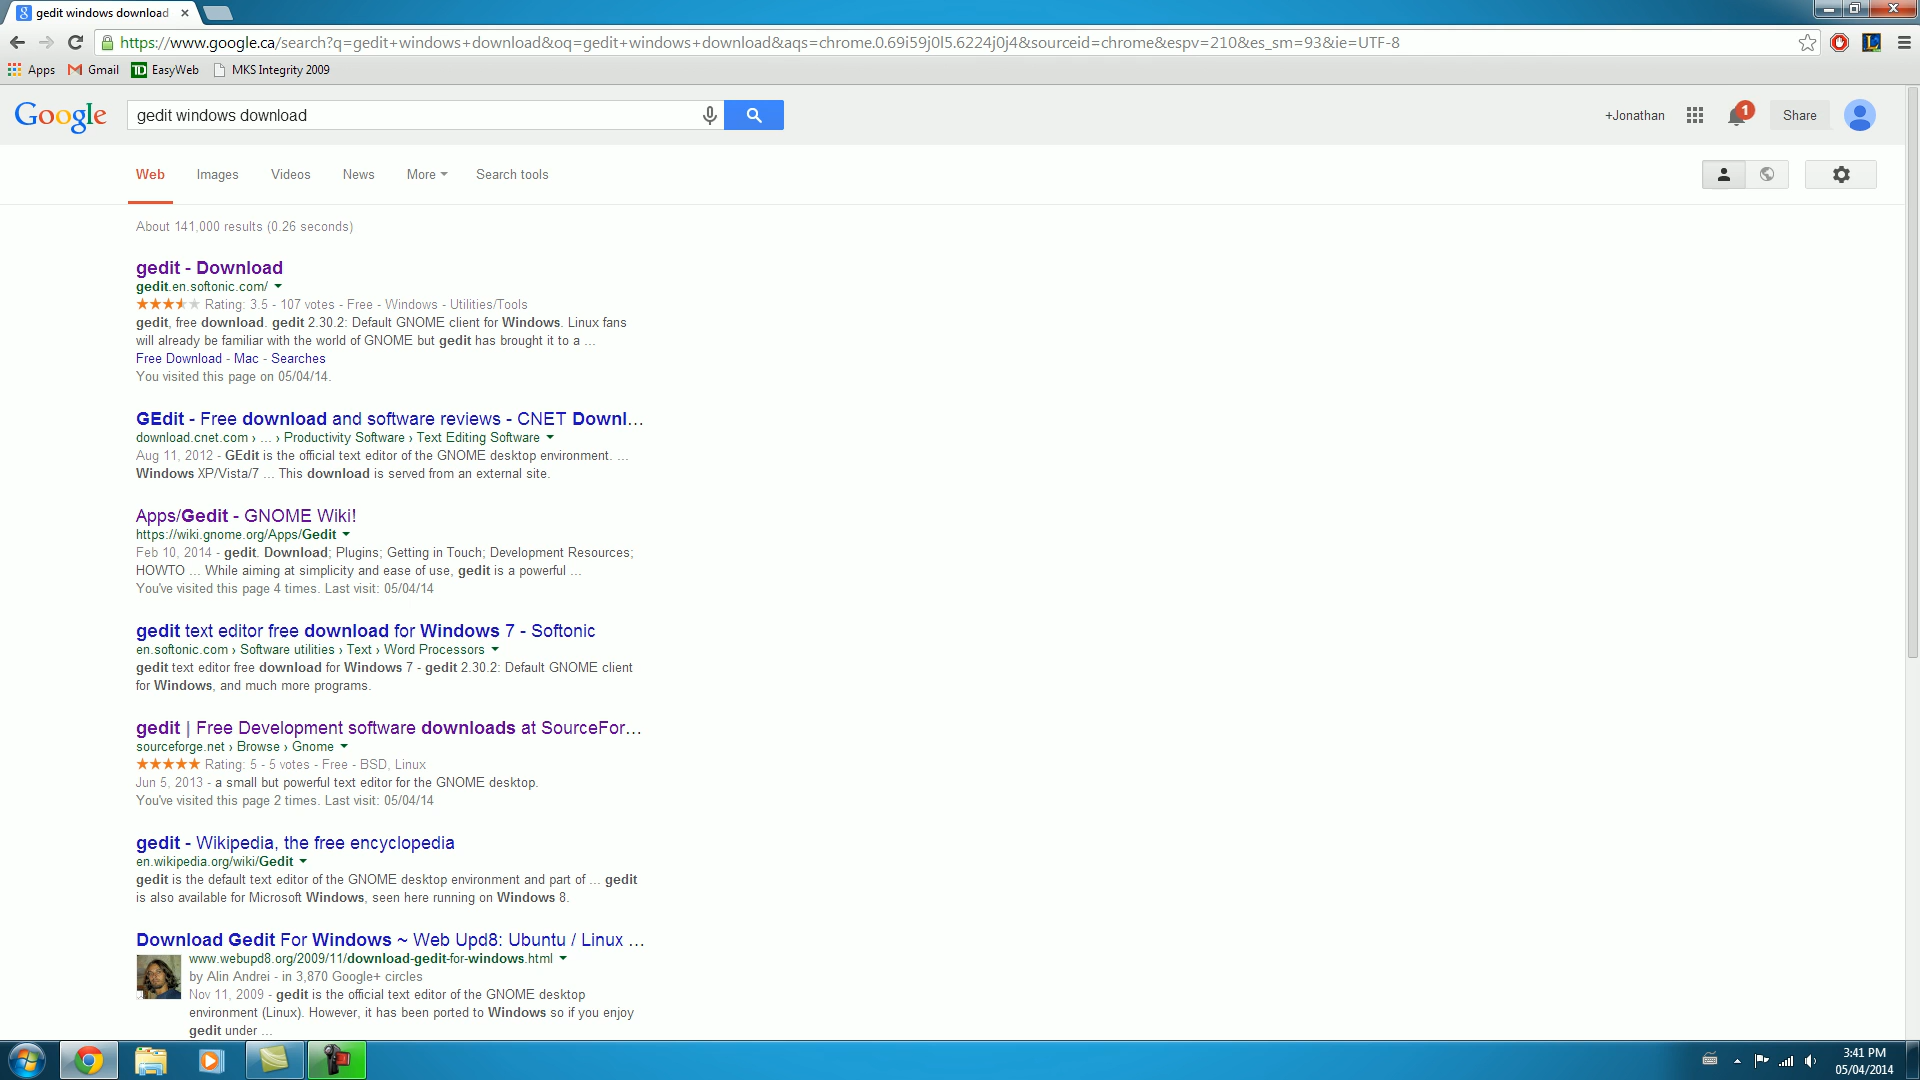 gedit windows download
https://www.google.ca/search?q=gedit+windows+download&oq=gedit+windows+download&aqs=chrome.0.69i59j0l5.6224j0j4&sourceid=chrome&espv=210&es_sm=93&ie=UTF-8
Apps Gmail TD EasyWeb MKS Integrity 2009
Google gedit windows download +Jonathan 1 Share
Web Images Videos News More Search tools
About 141,000 results (0.26 seconds)
gedit - Download
gedit.en.softonic.com/
Rating: 3.5 - 107 votes - Free - Windows - Utilities/Tools
gedit, free download. gedit 2.30.2: Default GNOME client for Windows. Linux fans
will already be familiar with the world of GNOME but gedit has brought it to a ...
Free Download - Mac - Searches
You visited this page on 05/04/14.
GEdit - Free download and software reviews - CNET Downl...
download.cnet.com › ... › Productivity Software › Text Editing Software
Aug 11, 2012 - GEdit is the official text editor of the GNOME desktop environment. ...
Windows XP/Vista/7 ... This download is served from an external site.
Apps/Gedit - GNOME Wiki!
https://wiki.gnome.org/Apps/Gedit
Feb 10, 2014 - gedit. Download; Plugins; Getting in Touch; Development Resources;
HOWTO ... While aiming at simplicity and ease of use, gedit is a powerful ...
You've visited this page 4 times. Last visit: 05/04/14
gedit text editor free download for Windows 7 - Softonic
en.softonic.com › Software utilities › Text › Word Processors
gedit text editor free download for Windows 7 - gedit 2.30.2: Default GNOME client
for Windows, and much more programs.
gedit | Free Development software downloads at SourceFor...
sourceforge.net › Browse › Gnome
Rating: 5 - 5 votes - Free - BSD, Linux
Jun 5, 2013 - a small but powerful text editor for the GNOME desktop.
You've visited this page 2 times. Last visit: 05/04/14
gedit - Wikipedia, the free encyclopedia
en.wikipedia.org/wiki/Gedit
gedit is the default text editor of the GNOME desktop environment and part of ... gedit
is also available for Microsoft Windows, seen here running on Windows 8.
Download Gedit For Windows ~ Web Upd8: Ubuntu / Linux ...
www.webupd8.org/2009/11/download-gedit-for-windows.html
by Alin Andrei - in 3,870 Google+ circles
Nov 11, 2009 - gedit is the official text editor of the GNOME desktop
environment (Linux). However, it has been ported to Windows so if you enjoy
gedit under ...
3:41 PM
05/04/2014